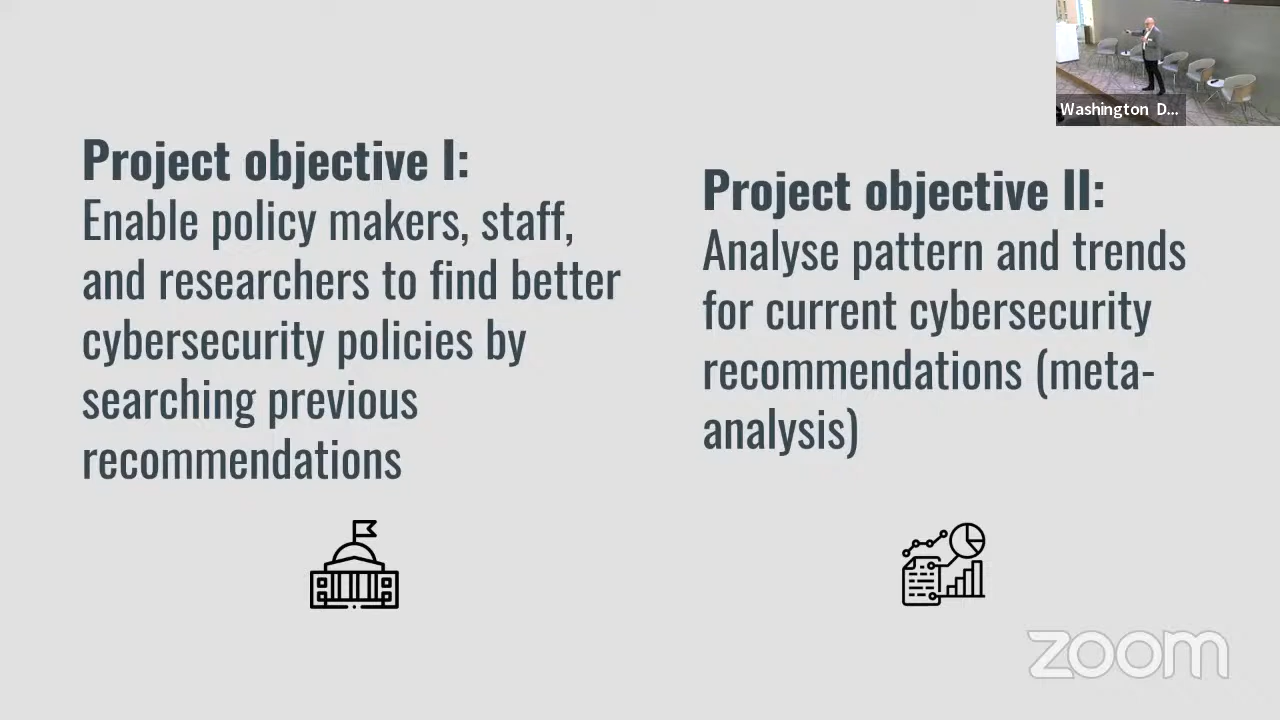 Washington D...
Project objective I:
Enable policy makers, staff,
and researchers to find better
cybersecurity policies by
searching previous
recommendations
Project objective II:
Analyse pattern and trends
for current cybersecurity
recommendations (meta-
analysis)
zoom